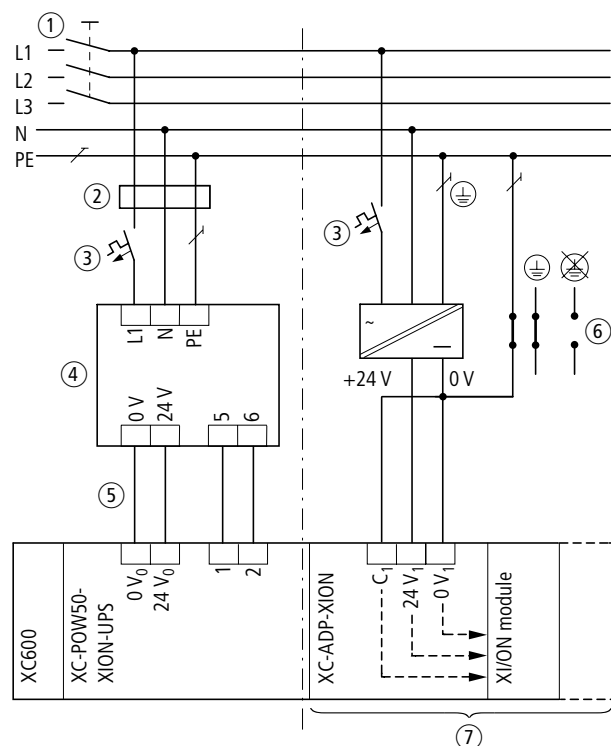 ①
L1
L2
L3
N
PE
②
③
③
L1
N
PE
~
⑥
④
+24 V
0 V
0 V
24 V
5
6
⑤
XC600
XC-POW50-
XION-UPS
0 V₀
24 V₀
1
2
XC-ADP-XION
C₁
24 V₁
0 V₁
XI/ON module
⑦